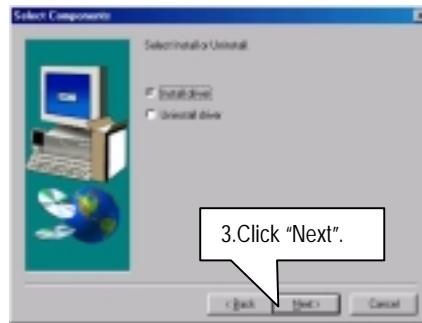 Select Components
Select Install or Uninstall.
Install driver
Uninstall driver
3.Click “Next”.
< Back
Next >
Cancel